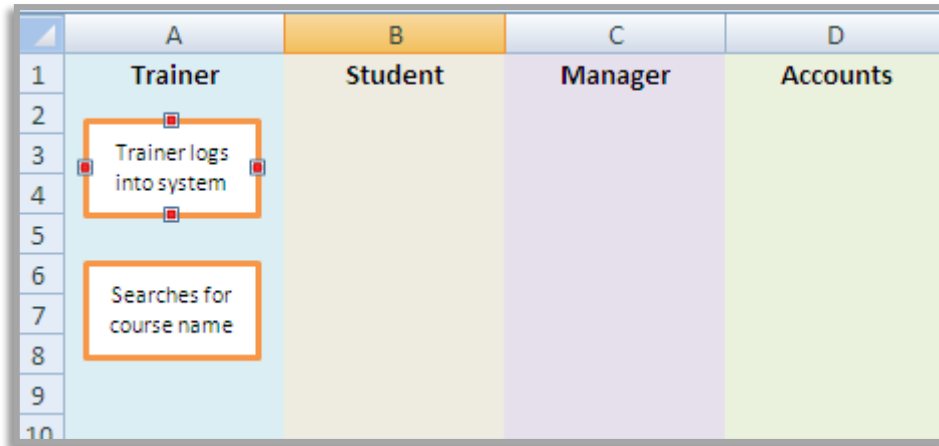 A B C D
1 Trainer Student Manager Accounts
2
3 Trainer logs
4 into system
5
6
Searches for
7 course name
8
9
10